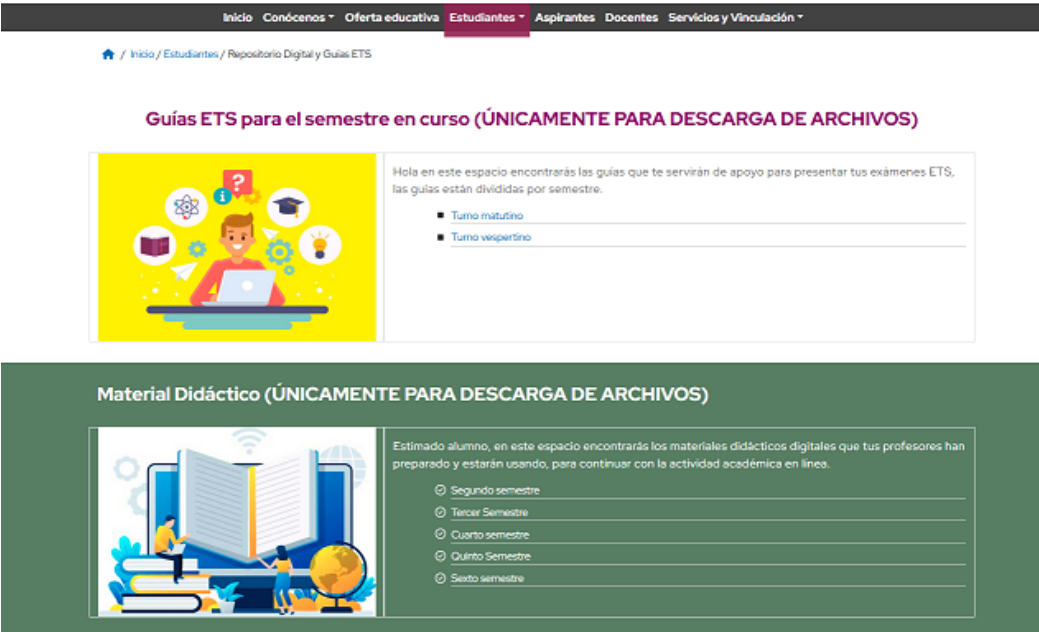 Inicio Conócenos Oferta educativa Estudiantes Aspirantes Docentes Servicios y Vinculación
/ Inicio / Estudiantes / Repositorio Digital y Guías ETS
Guías ETS para el semestre en curso (ÚNICAMENTE PARA DESCARGA DE ARCHIVOS)
Hola en este espacio encontrarás las guías que te servirán de apoyo para presentar tus exámenes ETS,
las guías están divididas por semestre.
Turno matutino
Turno vespertino
Material Didáctico (ÚNICAMENTE PARA DESCARGA DE ARCHIVOS)
Estimado alumno, en este espacio encontrarás los materiales didácticos digitales que tus profesores han
preparado y estarán usando, para continuar con la actividad académica en línea.
Segundo semestre
Tercer Semestre
Cuarto semestre
Quinto Semestre
Sexto semestre